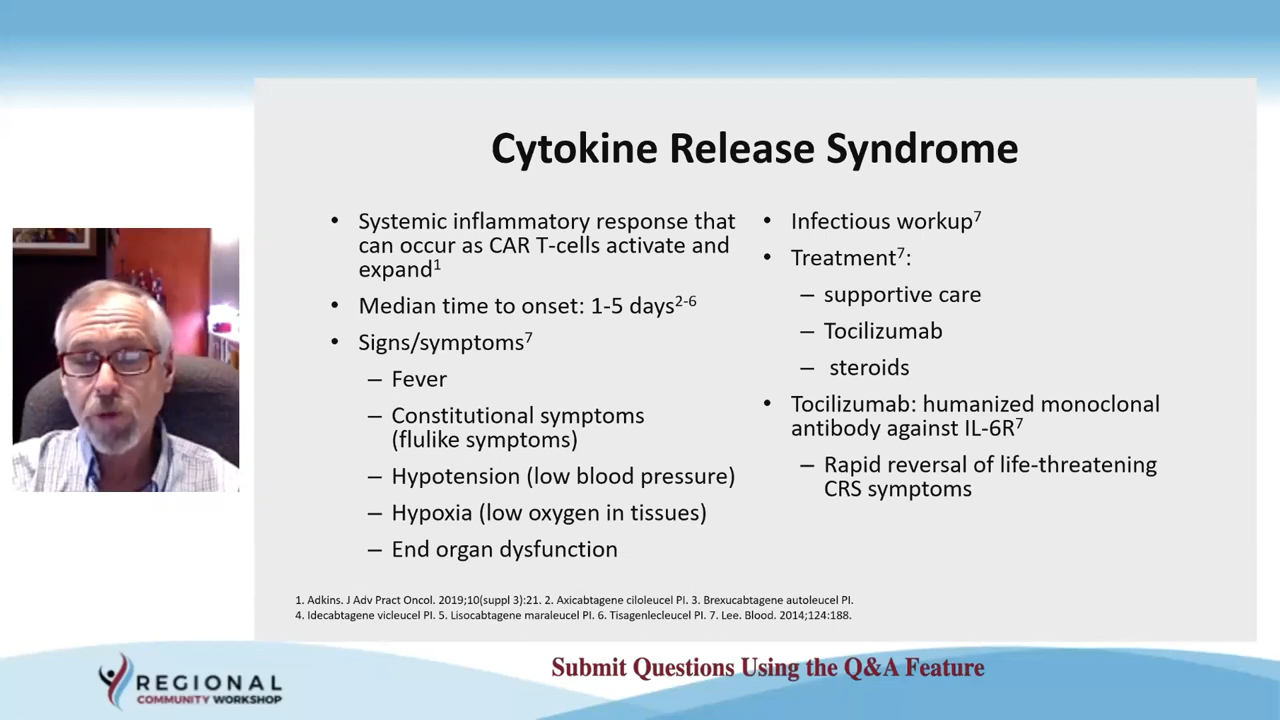 Cytokine Release Syndrome
• Systemic inflammatory response that
can occur as CAR T-cells activate and
expand1
• Median time to onset: 1-5 days2-6
• Signs/symptoms7
– Fever
– Constitutional symptoms
(flulike symptoms)
– Hypotension (low blood pressure)
– Hypoxia (low oxygen in tissues)
– End organ dysfunction
• Infectious workup7
• Treatment7:
– supportive care
– Tocilizumab
– steroids
• Tocilizumab: humanized monoclonal
antibody against IL-6R7
– Rapid reversal of life-threatening
CRS symptoms
1. Adkins. J Adv Pract Oncol. 2019;10(suppl 3):21. 2. Axicabtagene ciloleucel PI. 3. Brexucabtagene autoleucel PI.
4. Idecabtagene vicleucel PI. 5. Lisocabtagene maraleucel PI. 6. Tisagenlecleucel PI. 7. Lee. Blood. 2014;124:188.
Submit Questions Using the Q&A Feature
REGIONAL
COMMUNITY WORKSHOP